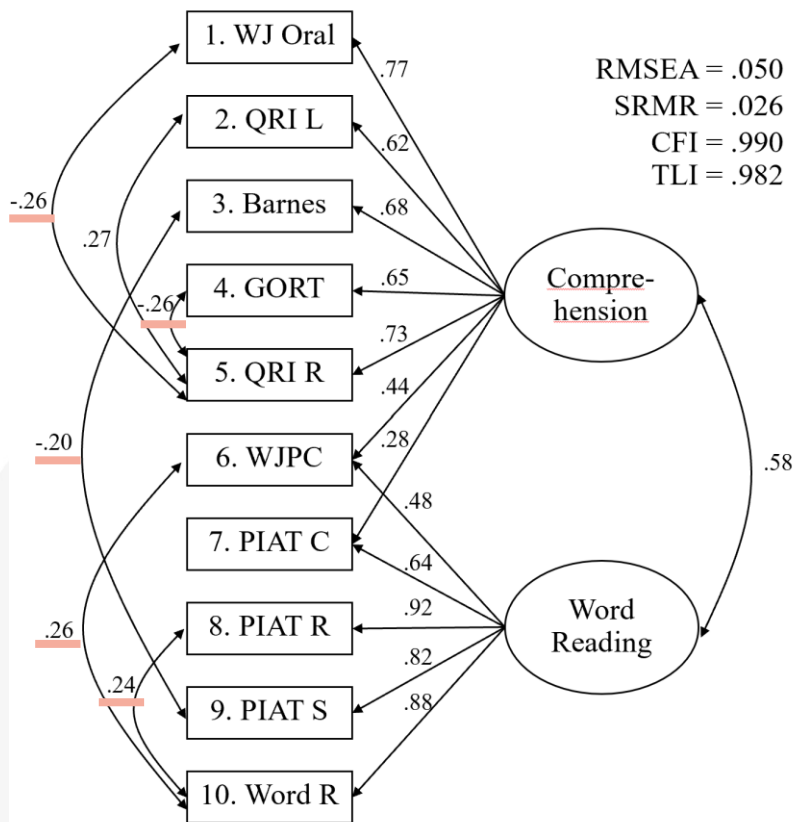 1. WJ Oral
2. QRI L
3. Barnes
4. GORT
5. QRI R
6. WJPC
7. PIAT C
8. PIAT R
9. PIAT S
10. Word R
-.26
.27
-.26
-.20
.26
.24
.77
.62
.68
.65
.73
.44
.28
.48
.64
.92
.82
.88
RMSEA = .050
SRMR = .026
CFI = .990
TLI = .982
Compre-
hension
Word
Reading
.58